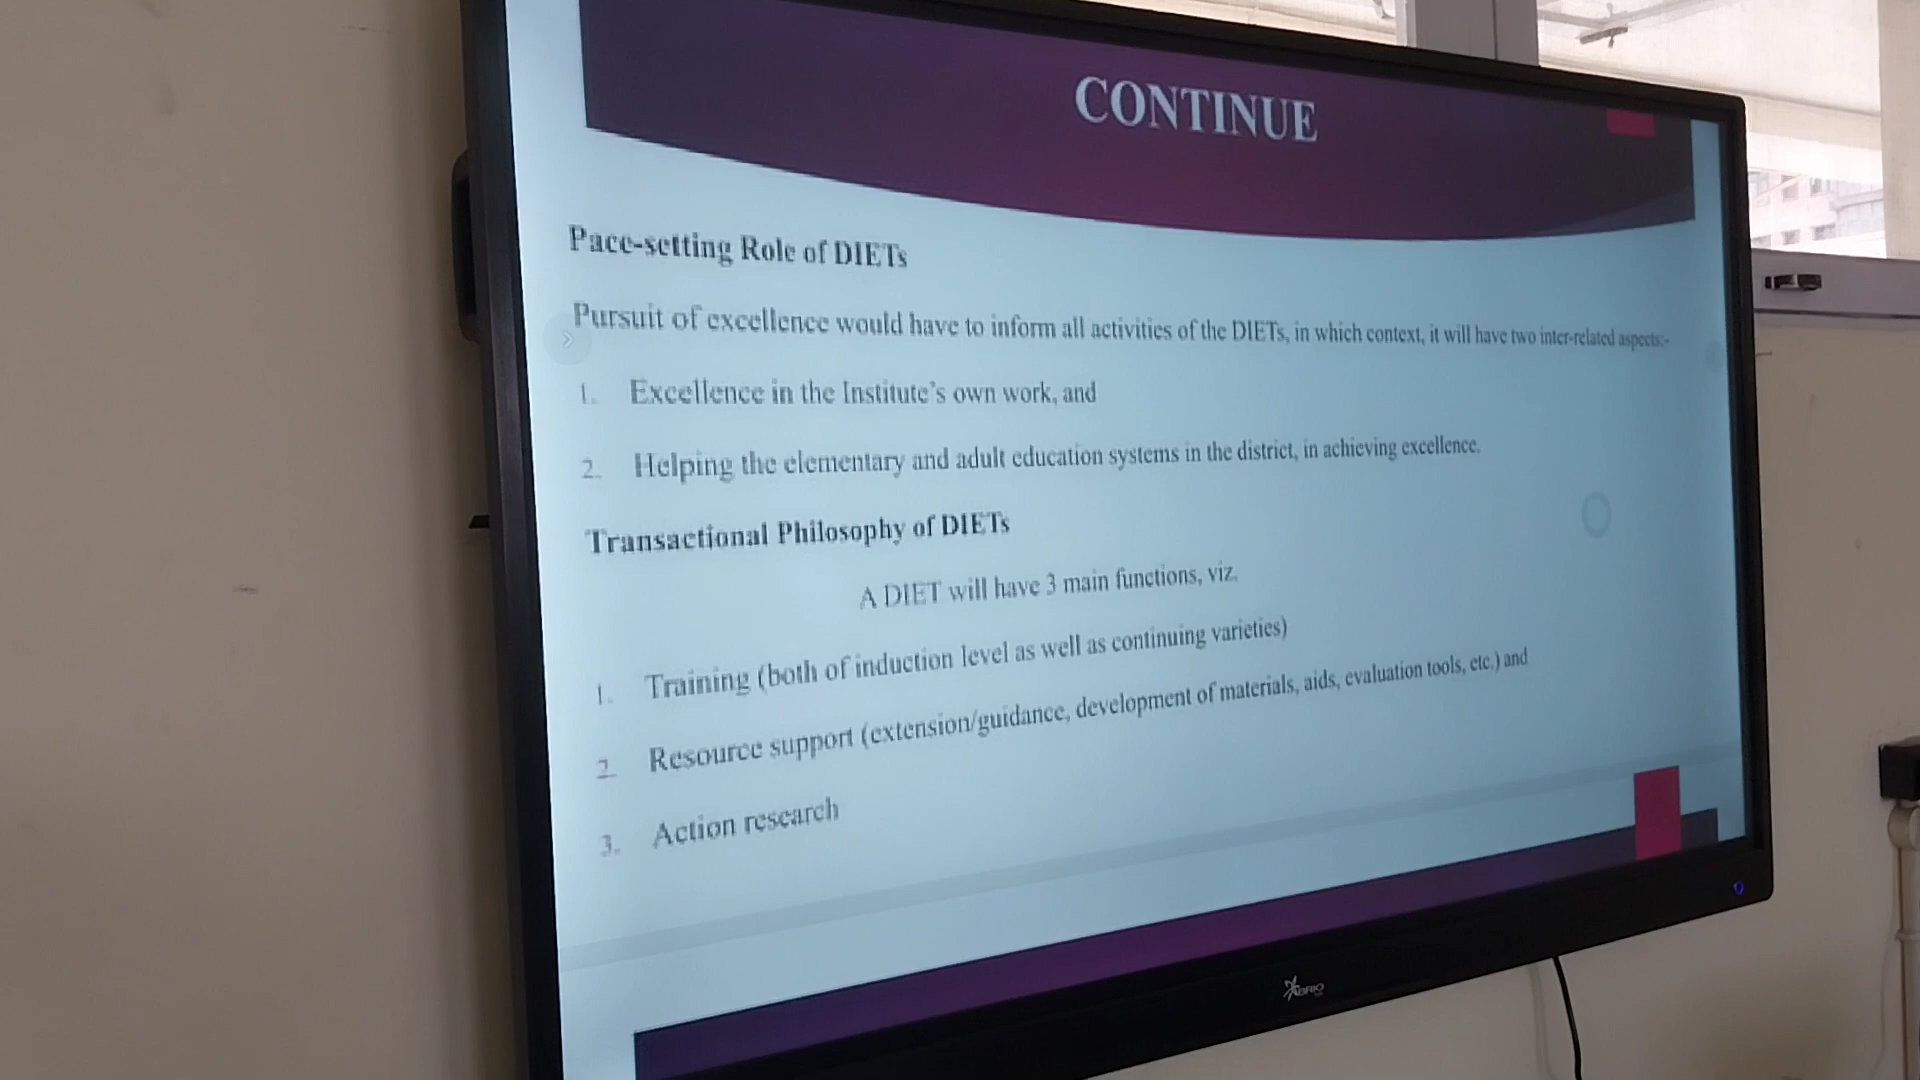 CONTINUE
Pace-setting Role of DIETs
Pursuit of excellence would have to inform all activities of the DIETs, in which context, it will have two inter-related aspects:-
1. Excellence in the Institute's own work, and
2. Helping the elementary and adult education systems in the district, in achieving excellence.
Transactional Philosophy of DIETs
A DIET will have 3 main functions, viz.
1. Training (both of induction level as well as continuing varieties)
2. Resource support (extension/guidance, development of materials, aids, evaluation tools, etc.) and
3. Action research